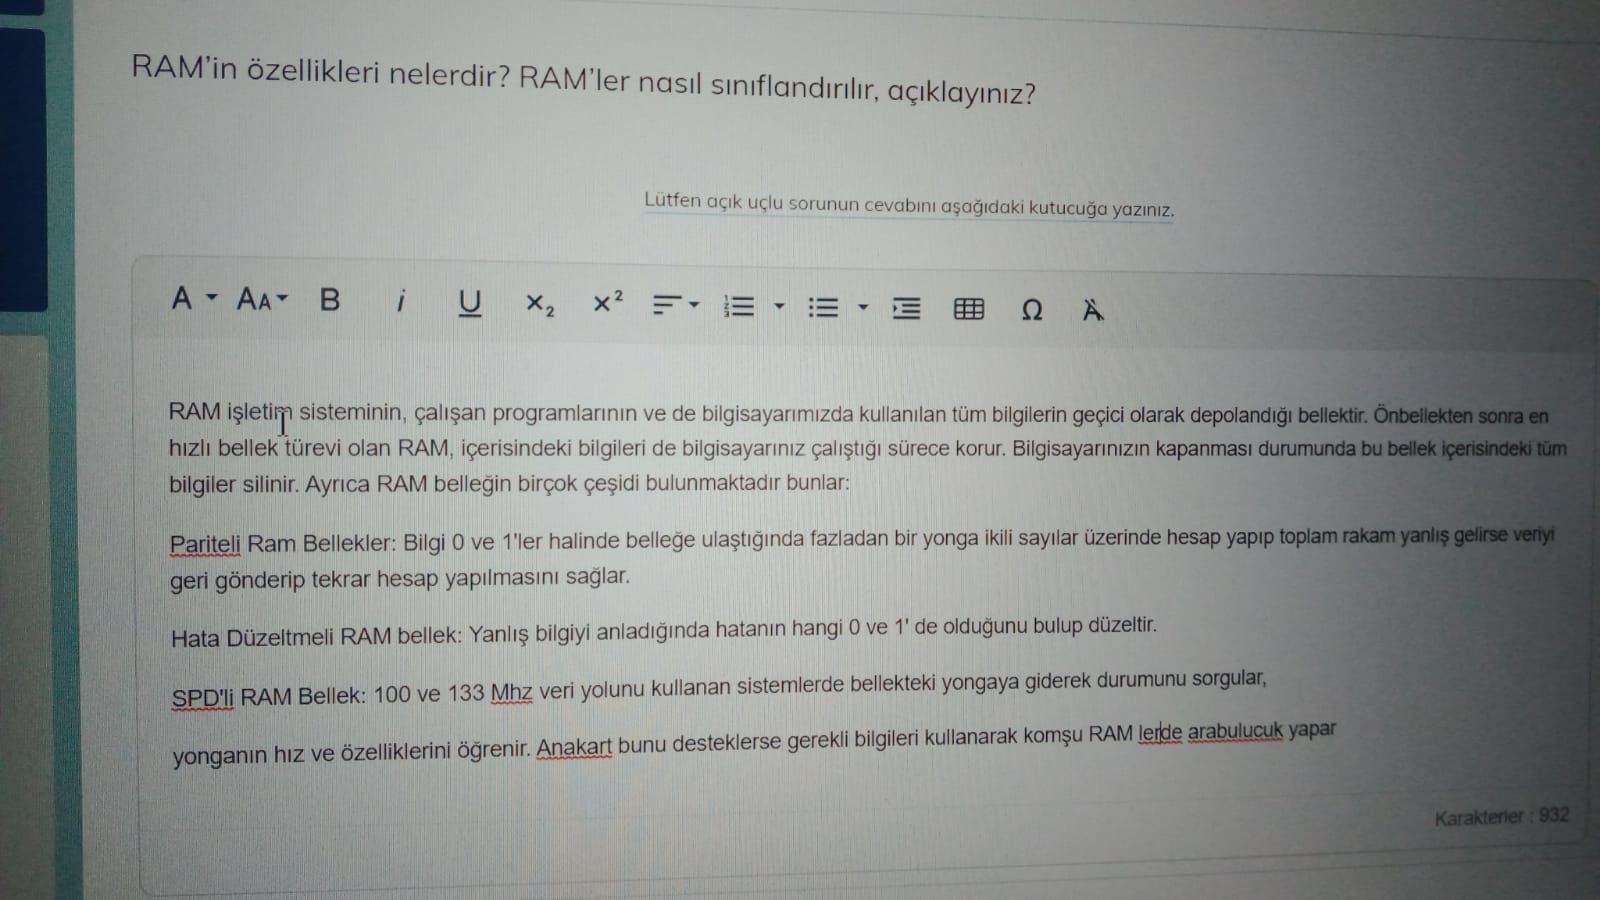 RAM'in özellikleri nelerdir? RAM'ler nasıl sınıflandırılır, açıklayınız?
Lütfen açık uçlu sorunun cevabını aşağıdaki kutucuğa yazınız.
A AA B i U X₂ X² Ω A
RAM işletim sisteminin, çalışan programlarının ve de bilgisayarımızda kullanılan tüm bilgilerin geçici olarak depolandığı bellektir. Önbellekten sonra en
hızlı bellek türevi olan RAM, içerisindeki bilgileri de bilgisayarınız çalıştığı sürece korur. Bilgisayarınızın kapanması durumunda bu bellek içerisindeki tüm
bilgiler silinir. Ayrıca RAM belleğin birçok çeşidi bulunmaktadır bunlar:
Pariteli Ram Bellekler: Bilgi 0 ve 1'ler halinde belleğe ulaştığında fazladan bir yonga ikili sayılar üzerinde hesap yapıp toplam rakam yanlış gelirse veriyi
geri gönderip tekrar hesap yapılmasını sağlar.
Hata Düzeltmeli RAM bellek: Yanlış bilgiyi anladığında hatanın hangi 0 ve 1' de olduğunu bulup düzeltir.
SPD'li RAM Bellek: 100 ve 133 Mhz veri yolunu kullanan sistemlerde bellekteki yongaya giderek durumunu sorgular,
yonganın hız ve özelliklerini öğrenir. Anakart bunu desteklerse gerekli bilgileri kullanarak komşu RAM lerde arabulucuk yapar
Karakterler : 932